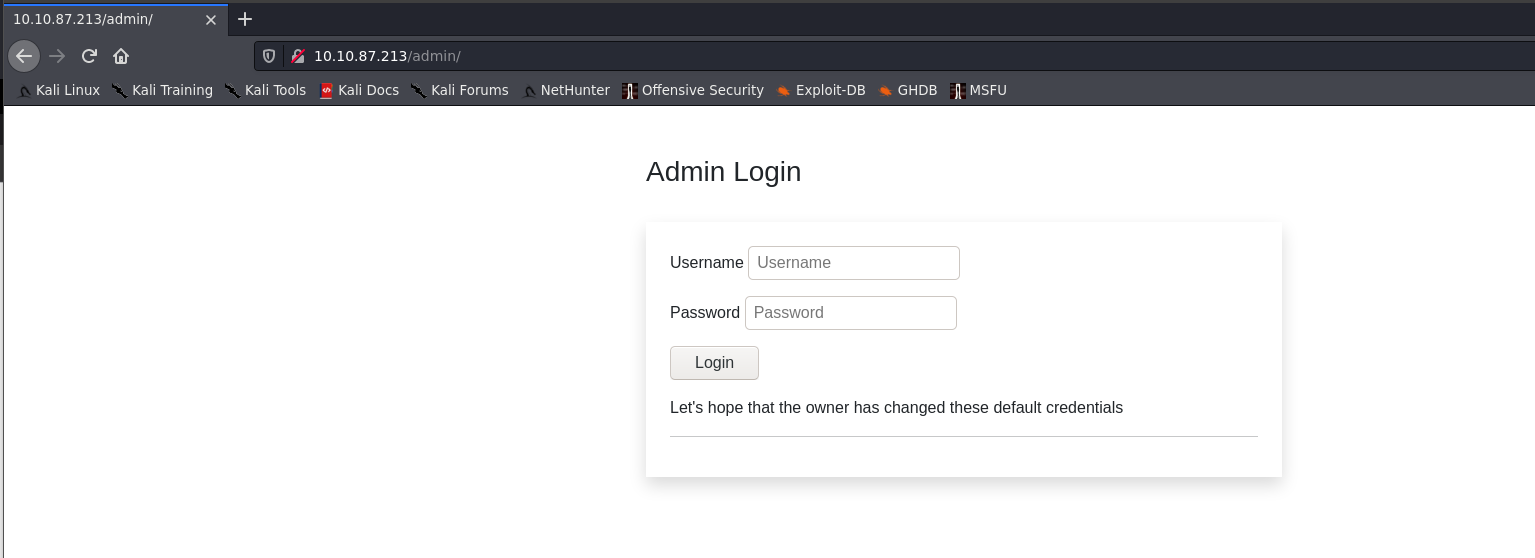 10.10.87.213/admin/
10.10.87.213/admin/
Kali Linux Kali Training Kali Tools Kali Docs Kali Forums NetHunter Offensive Security Exploit-DB GHDB MSFU
Admin Login
Username Username
Password Password
Login
Let's hope that the owner has changed these default credentials